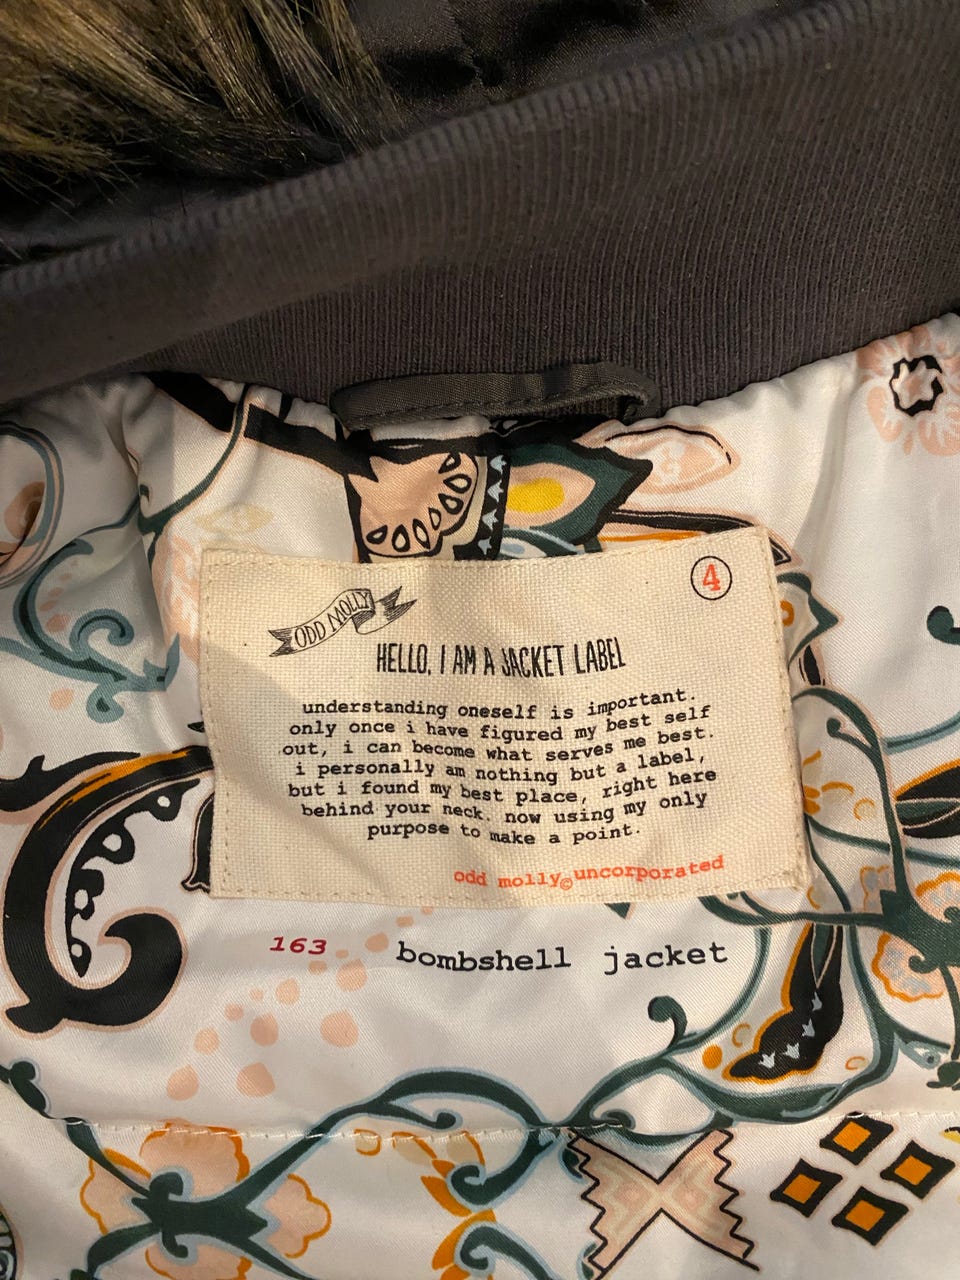 4
ODD MOLLY
HELLO, I AM A JACKET LABEL
understanding oneself is important.
only once i have figured my best self
out, i can become what serves me best.
i personally am nothing but a label,
but i found my best place, right here
behind your neck. now using my only
purpose to make a point.
odd molly© uncorporated
163 bombshell jacket